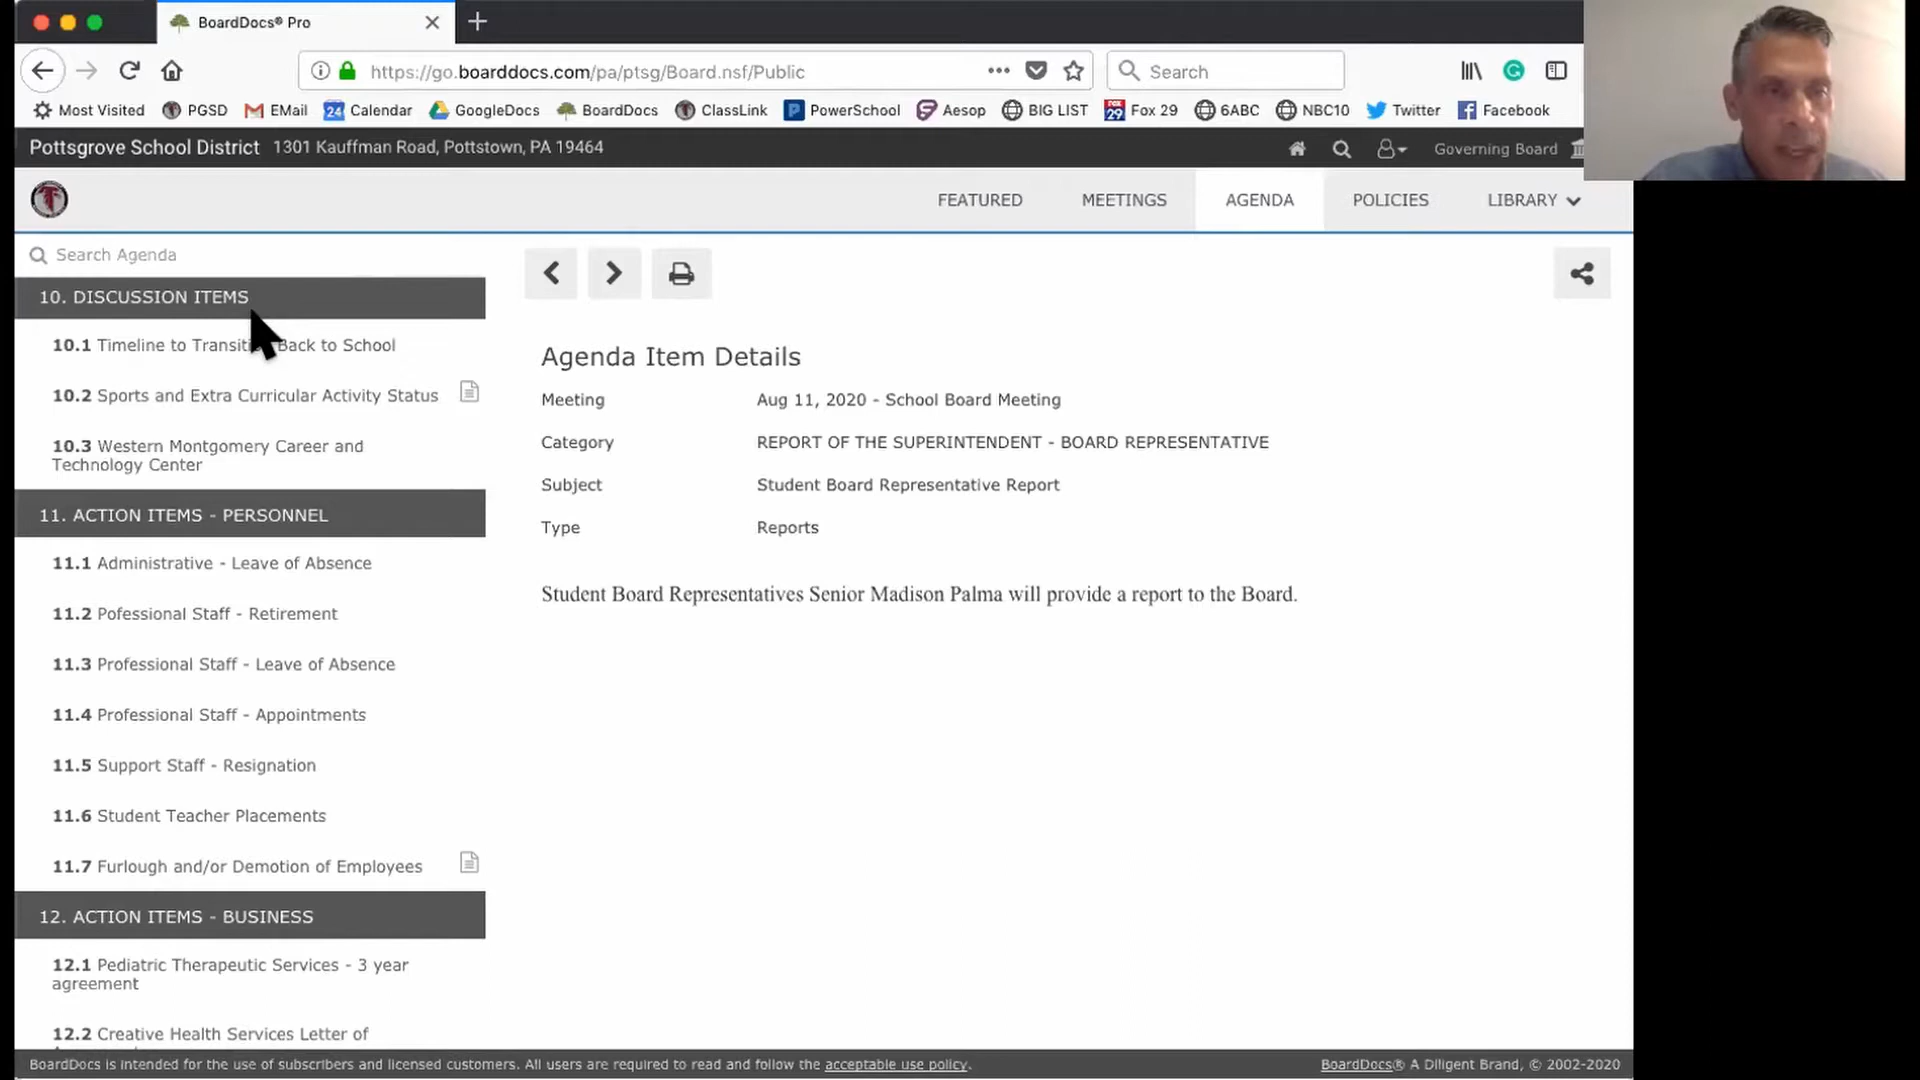 BoardDocs® Pro
https://go.boarddocs.com/pa/ptsg/Board.nsf/Public
Search
Most Visited PGSD EMail Calendar GoogleDocs BoardDocs ClassLink PowerSchool Aesop BIG LIST Fox 29 6ABC NBC10 Twitter Facebook
Pottsgrove School District 1301 Kauffman Road, Pottstown, PA 19464 Governing Board
FEATURED MEETINGS AGENDA POLICIES LIBRARY
Search Agenda
10. DISCUSSION ITEMS
10.1 Timeline to Transiti Back to School
10.2 Sports and Extra Curricular Activity Status
10.3 Western Montgomery Career and
Technology Center
11. ACTION ITEMS - PERSONNEL
11.1 Administrative - Leave of Absence
11.2 Pofessional Staff - Retirement
11.3 Professional Staff - Leave of Absence
11.4 Professional Staff - Appointments
11.5 Support Staff - Resignation
11.6 Student Teacher Placements
11.7 Furlough and/or Demotion of Employees
12. ACTION ITEMS - BUSINESS
12.1 Pediatric Therapeutic Services - 3 year
agreement
12.2 Creative Health Services Letter of
Agenda Item Details
Meeting Aug 11, 2020 - School Board Meeting
Category REPORT OF THE SUPERINTENDENT - BOARD REPRESENTATIVE
Subject Student Board Representative Report
Type Reports
Student Board Representatives Senior Madison Palma will provide a report to the Board.
BoardDocs is intended for the use of subscribers and licensed customers. All users are required to read and follow the acceptable use policy.
BoardDocs® A Diligent Brand, © 2002-2020